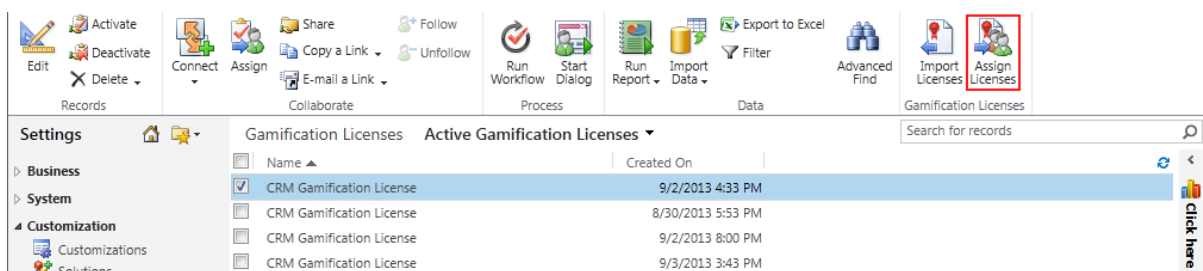 Activate
Deactivate
Delete
Edit
Connect
Assign
Share
Copy a Link
E-mail a Link
Follow
Unfollow
Run Workflow
Start Dialog
Run Report
Import Data
Export to Excel
Filter
Advanced Find
Import Licenses
Assign Licenses
Records
Collaborate
Process
Data
Gamification Licenses
Settings
Gamification Licenses Active Gamification Licenses
Search for records
Name Created On
Business
CRM Gamification License 9/2/2013 4:33 PM
System
CRM Gamification License 8/30/2013 5:53 PM
Customization
CRM Gamification License 9/2/2013 8:00 PM
Customizations
CRM Gamification License 9/3/2013 3:43 PM
Solutions
Click here